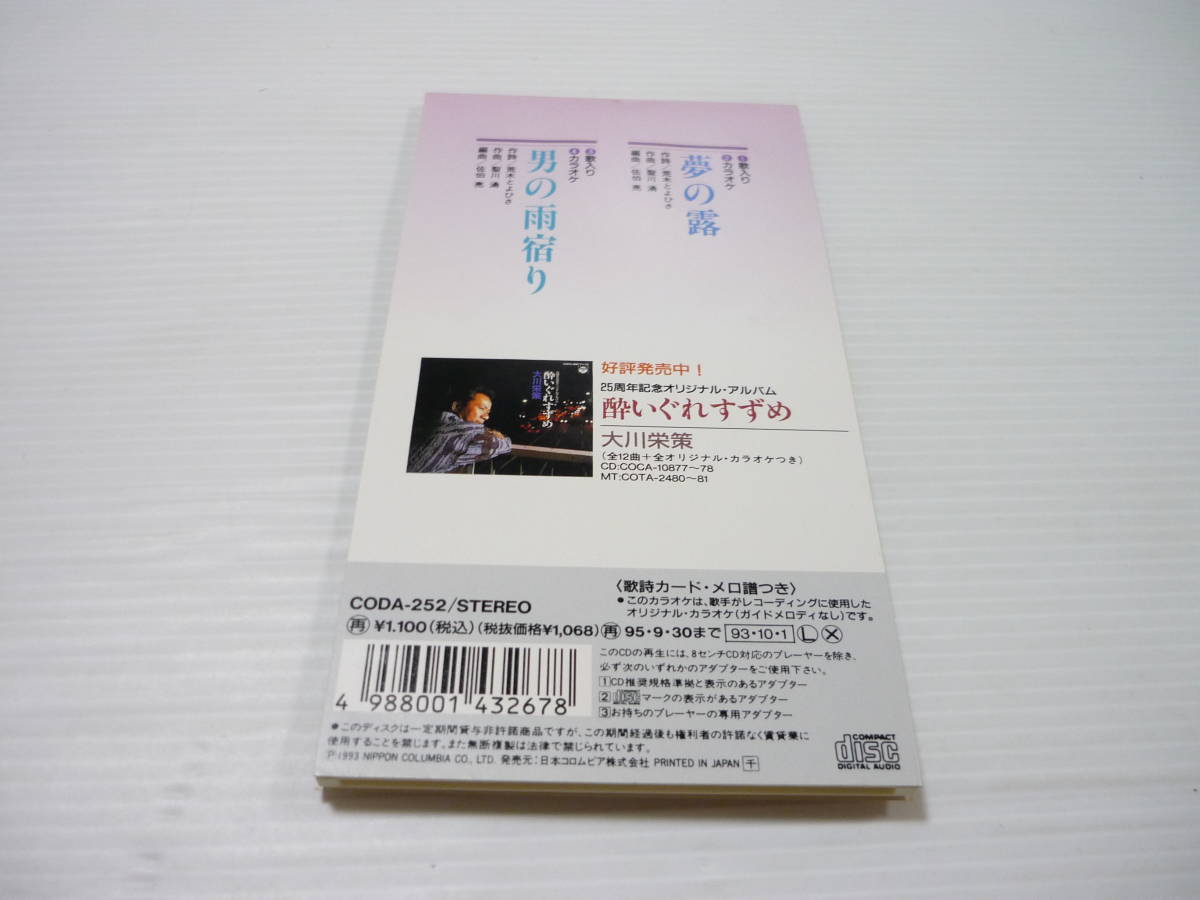 ❶歌入り
❷カラオケ
夢の露
作詩／荒木とよひさ
作曲／聖川 湧
編曲／佐伯 亮
❸歌入り
❹カラオケ
男の雨宿り
作詩／荒木とよひさ
作曲／聖川 湧
編曲／佐伯 亮
酔いぐれすずめ
大川栄策
好評発売中！
25周年記念オリジナル・アルバム
酔いぐれすずめ
大川栄策
(全12曲＋全オリジナル・カラオケつき)
CD:COCA-10877〜78
MT:COTA-2480〜81
CODA-252/STEREO
〈歌詩カード・メロ譜つき〉
●このカラオケは、歌手がレコーディングに使用した
オリジナル・カラオケ(ガイドメロディなし)です。
再 ¥1,100(税込)(税抜価格¥1,068) 再 95・9・30まで 93・10・1 L X
このCDの再生には、8センチCD対応のプレーヤーを除き、
必ず次のいずれかのアダプターをご使用下さい。
1 CD推奨規格準拠と表示のあるアダプター
2 マークの表示があるアダプター
3 お持ちのプレーヤーの専用アダプター
4 988001 432678
●このディスクは一定期間貸与非許諾商品ですが、この期間経過後も権利者の許諾なく賃貸業に
使用することを禁じます。また無断複製は法律で禁じられています。
Ⓟ1993 NIPPON COLUMBIA CO., LTD. 発売元：日本コロムビア株式会社 PRINTED IN JAPAN 千
COMPACT
disc
DIGITAL AUDIO